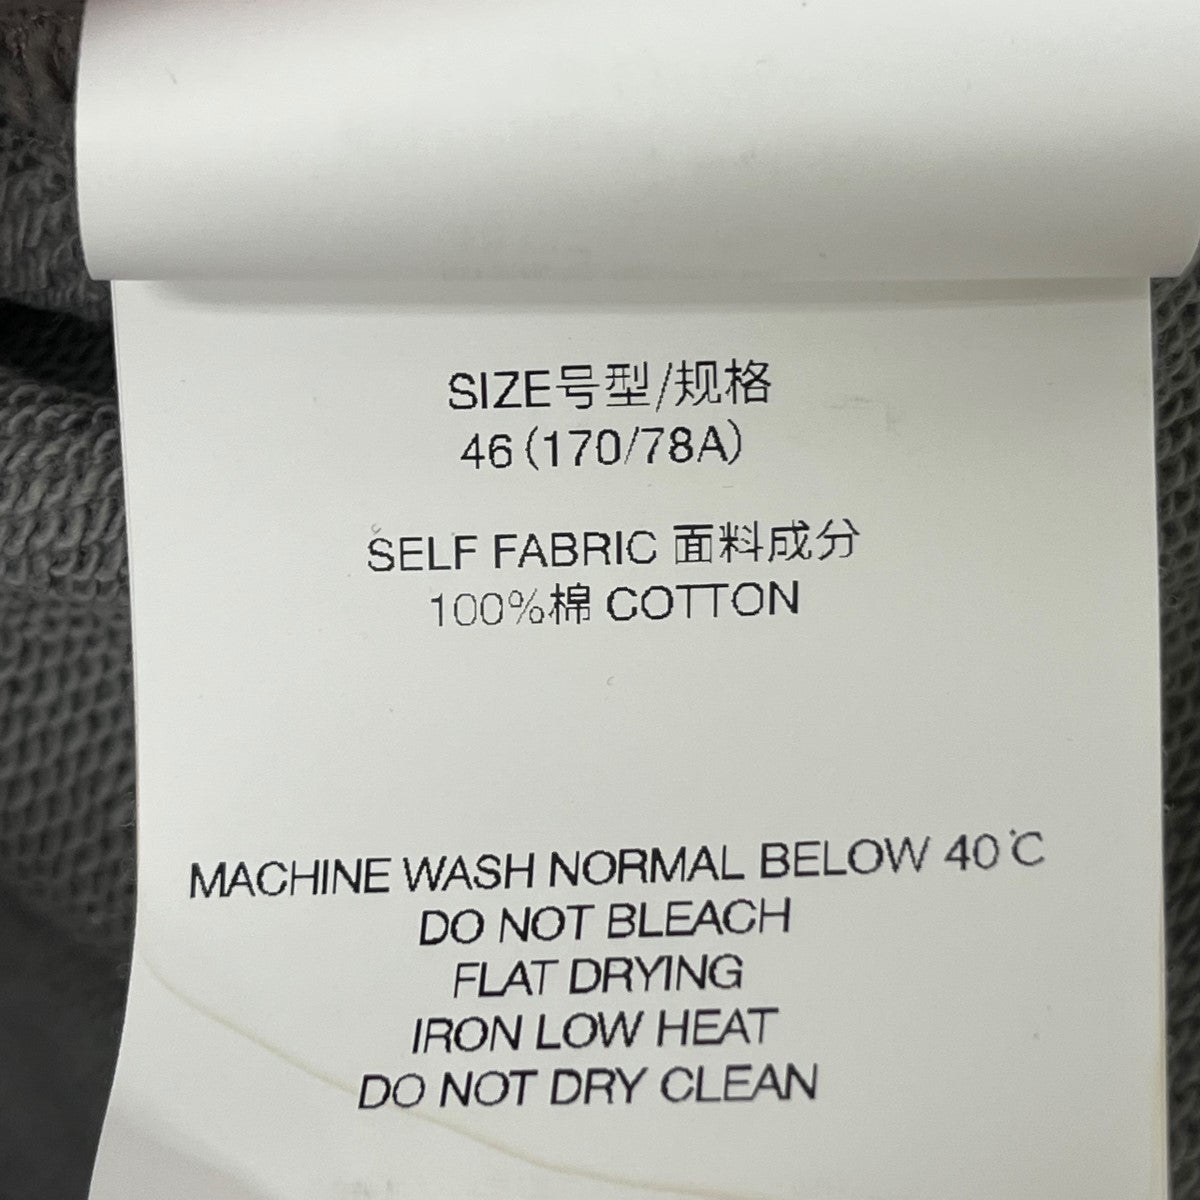 SIZE号型/规格
46(170/78A)
SELF FABRIC 面料成分
100%棉 COTTON
MACHINE WASH NORMAL BELOW 40℃
DO NOT BLEACH
FLAT DRYING
IRON LOW HEAT
DO NOT DRY CLEAN